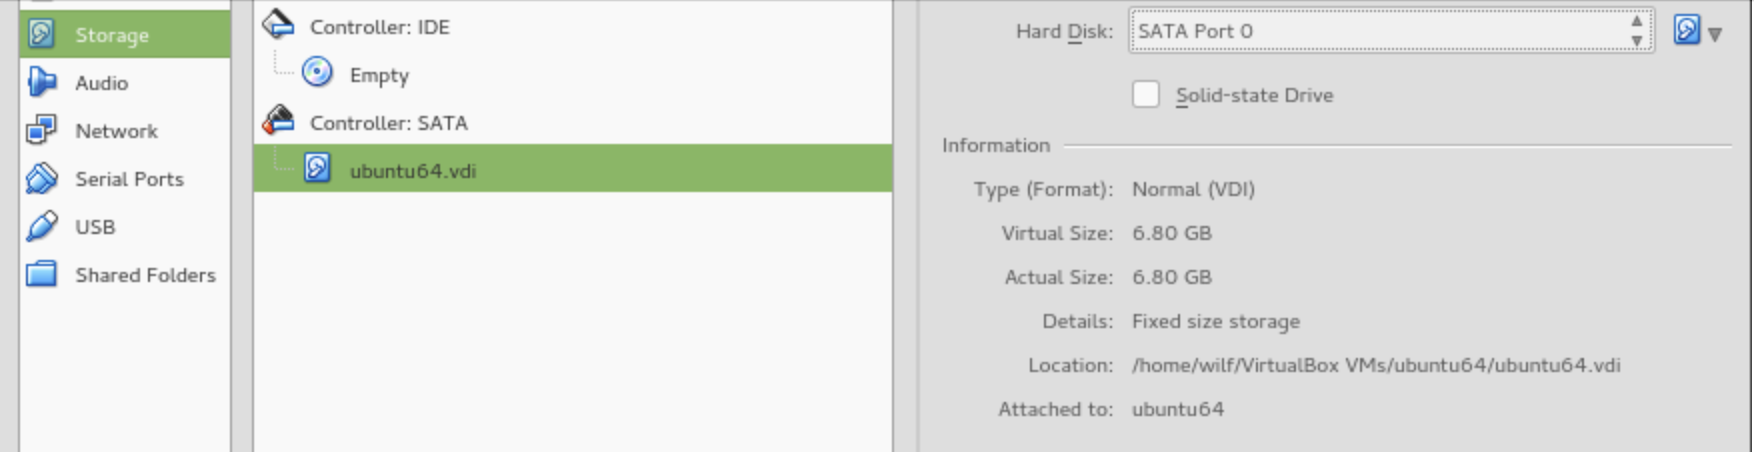 Storage
Audio
Network
Serial Ports
USB
Shared Folders
Controller: IDE
Empty
Controller: SATA
ubuntu64.vdi
Hard Disk: SATA Port 0
Solid-state Drive
Information
Type (Format): Normal (VDI)
Virtual Size: 6.80 GB
Actual Size: 6.80 GB
Details: Fixed size storage
Location: /home/wilf/VirtualBox VMs/ubuntu64/ubuntu64.vdi
Attached to: ubuntu64